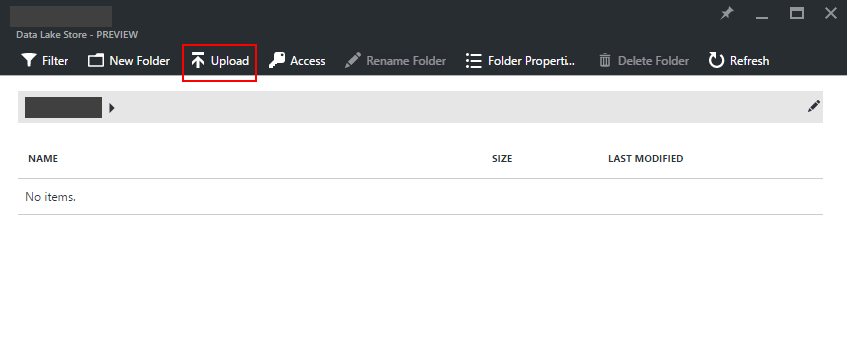 Data Lake Store - PREVIEW
Filter New Folder Upload Access Rename Folder Folder Properti... Delete Folder Refresh
NAME SIZE LAST MODIFIED
No items.